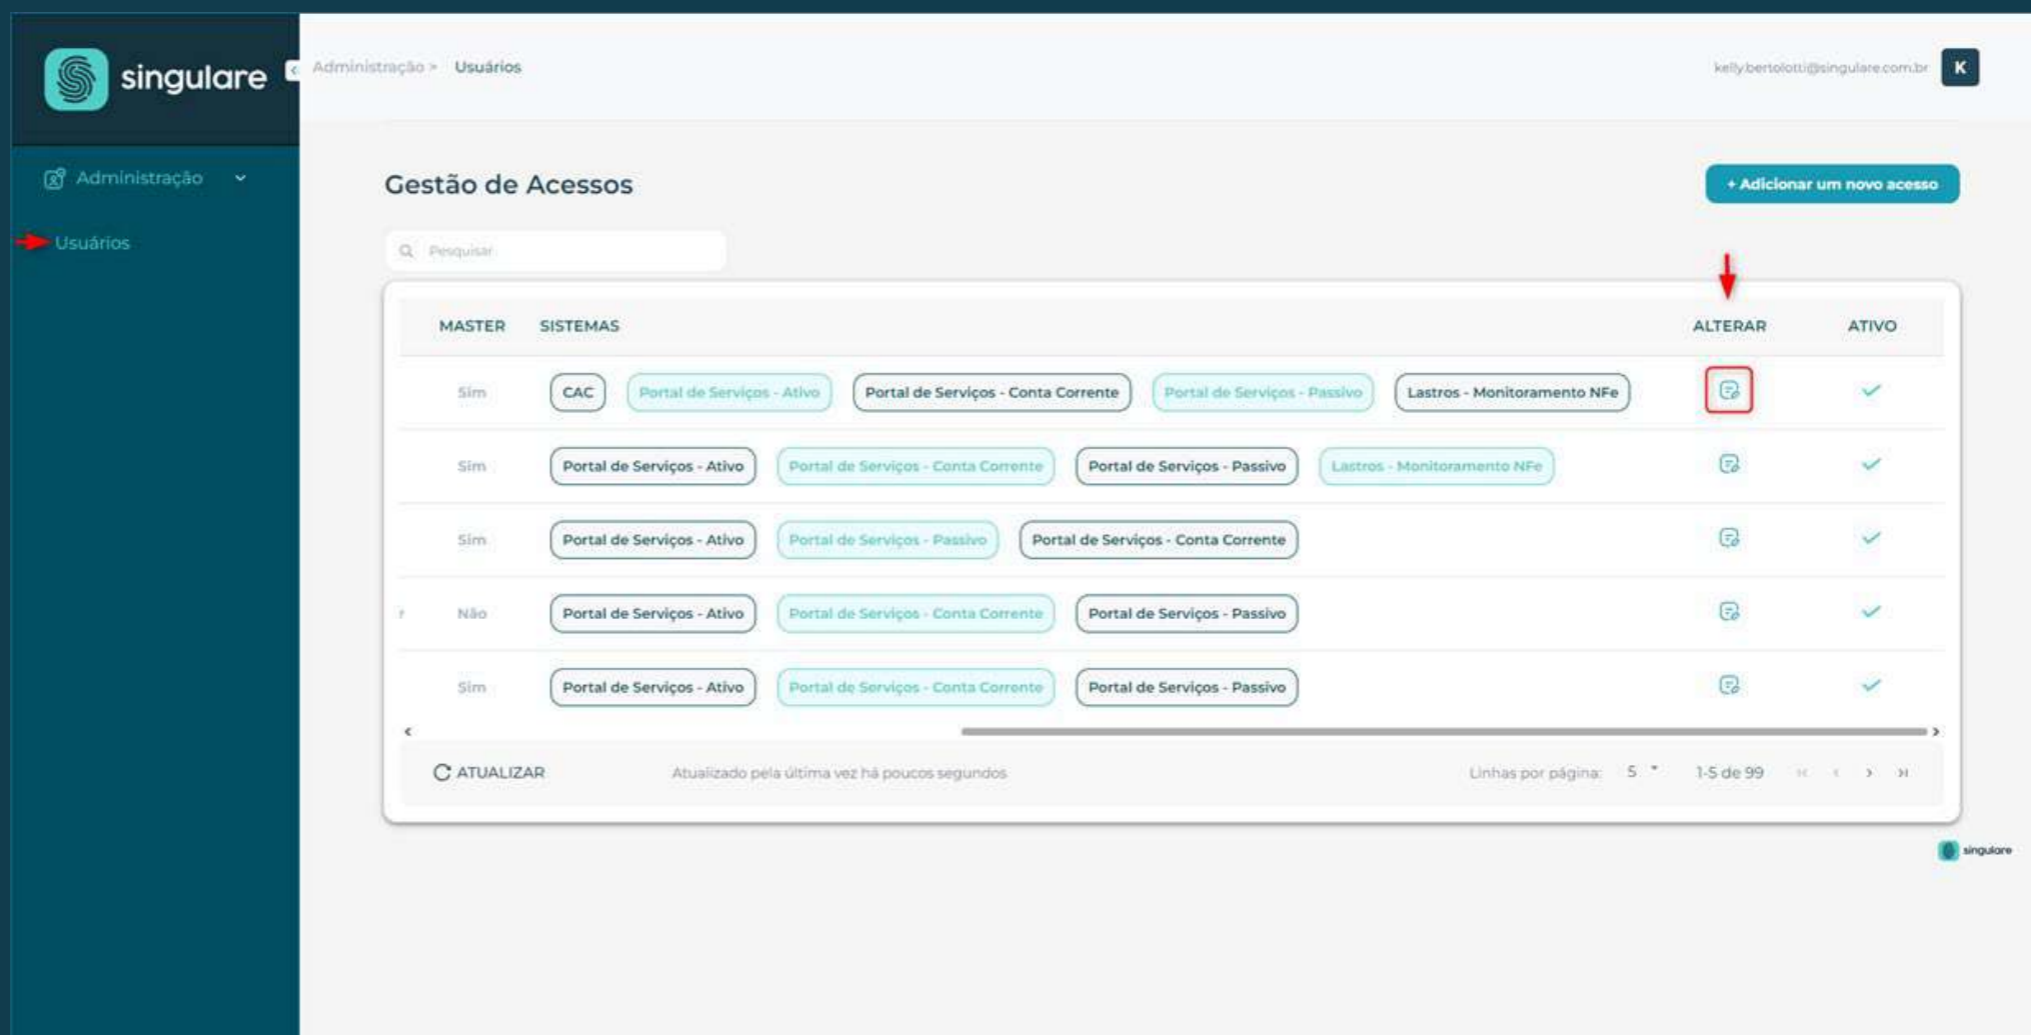 singulare
Administração > Usuários
kelly.bertolotti@singulare.com.br K
Administração
Usuários
Gestão de Acessos
+ Adicionar um novo acesso
Pesquisar
MASTER SISTEMAS ALTERAR ATIVO
Sim CAC Portal de Serviços - Ativo Portal de Serviços - Conta Corrente Portal de Serviços - Passivo Lastros - Monitoramento NFe
Sim Portal de Serviços - Ativo Portal de Serviços - Conta Corrente Portal de Serviços - Passivo Lastros - Monitoramento NFe
Sim Portal de Serviços - Ativo Portal de Serviços - Passivo Portal de Serviços - Conta Corrente
Não Portal de Serviços - Ativo Portal de Serviços - Conta Corrente Portal de Serviços - Passivo
Sim Portal de Serviços - Ativo Portal de Serviços - Conta Corrente Portal de Serviços - Passivo
ATUALIZAR Atualizado pela última vez há poucos segundos Linhas por página: 5 1-5 de 99
singulare